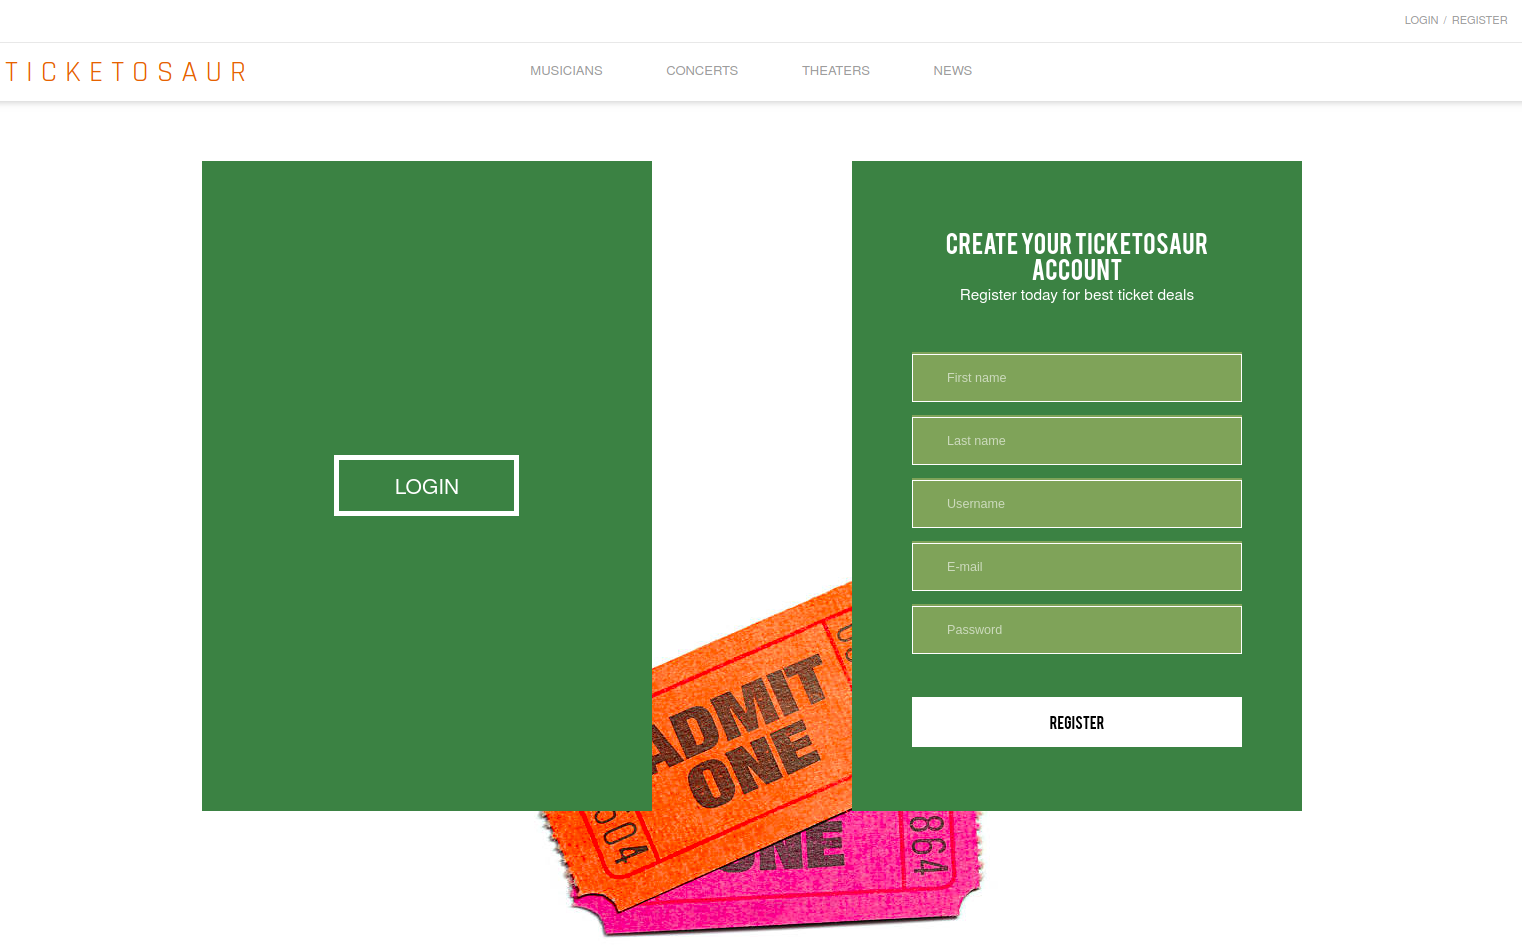 LOGIN / REGISTER
TICKETOSAUR
MUSICIANS CONCERTS THEATERS NEWS
LOGIN
CREATE YOUR TICKETOSAUR
ACCOUNT
Register today for best ticket deals
First name
Last name
Username
E-mail
Password
REGISTER
ADMIT
ONE
504
ONE
864